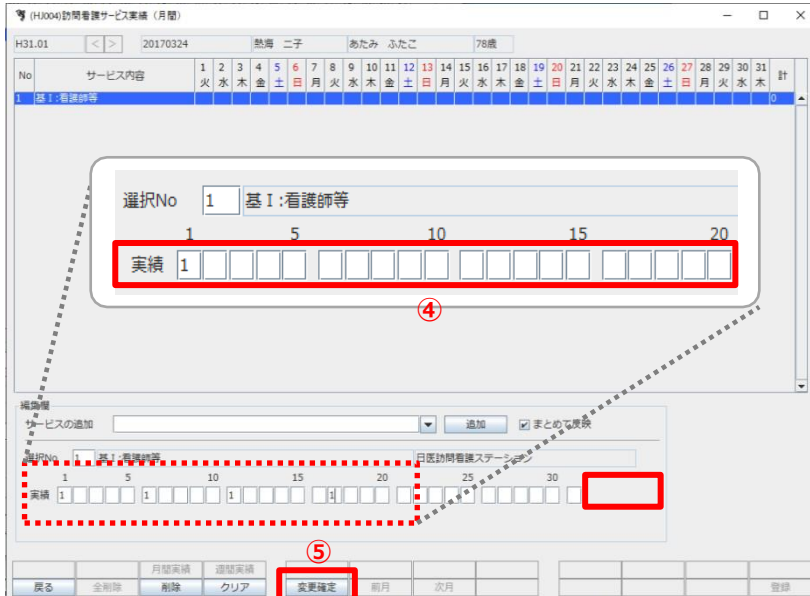 (HJ004)訪問看護サービス実績（月間）
H31.01 < > 20170324 熱海 二子 あたみ ふたこ 78歳
No サービス内容 1 2 3 4 5 6 7 8 9 10 11 12 13 14 15 16 17 18 19 20 21 22 23 24 25 26 27 28 29 30 31 計
火 水 木 金 土 日 月 火 水 木 金 土 日 月 火 水 木 金 土 日 月 火 水 木 金 土 日 月 火 水 木
1 基Ⅰ:看護師等 0
選択No 1 基Ⅰ:看護師等
1 5 10 15 20
実績 1
④
編集欄
サービスの追加 追加 まとめて反映
選択No 1 基Ⅰ:看護師等 日医訪問看護ステーション
1 5 10 15 20 25 30
実績 1 1 1 1
⑤
月間実績 週間実績
戻る 全削除 削除 クリア 変更確定 前月 次月 登録